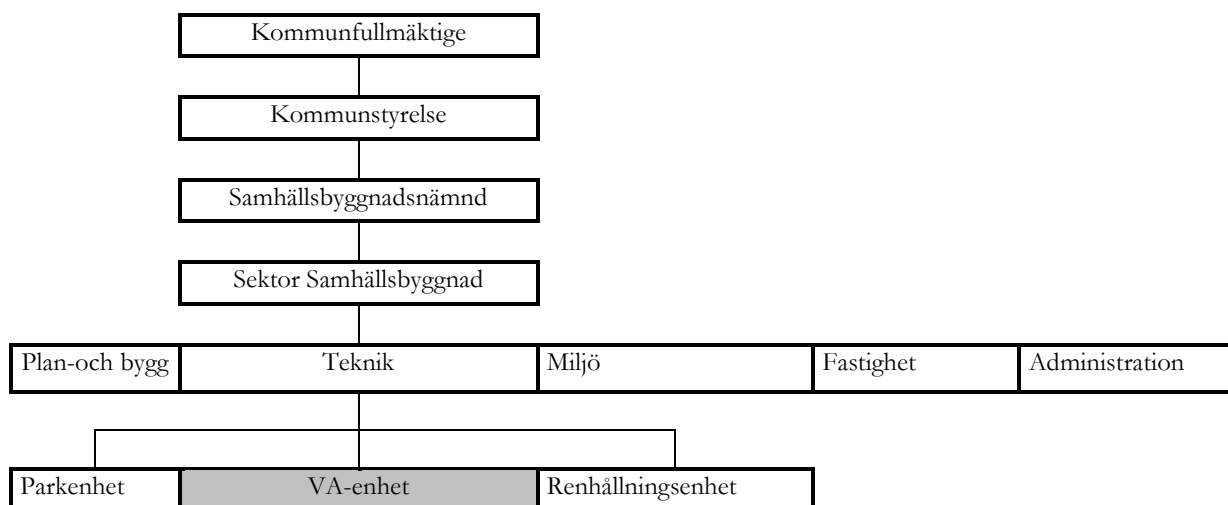 Kommunfullmäktige
Kommunstyrelse
Samhällsbyggnadsnämnd
Sektor Samhällsbyggnad
Plan-och bygg Teknik Miljö Fastighet Administration
Parkenhet VA-enhet Renhållningsenhet